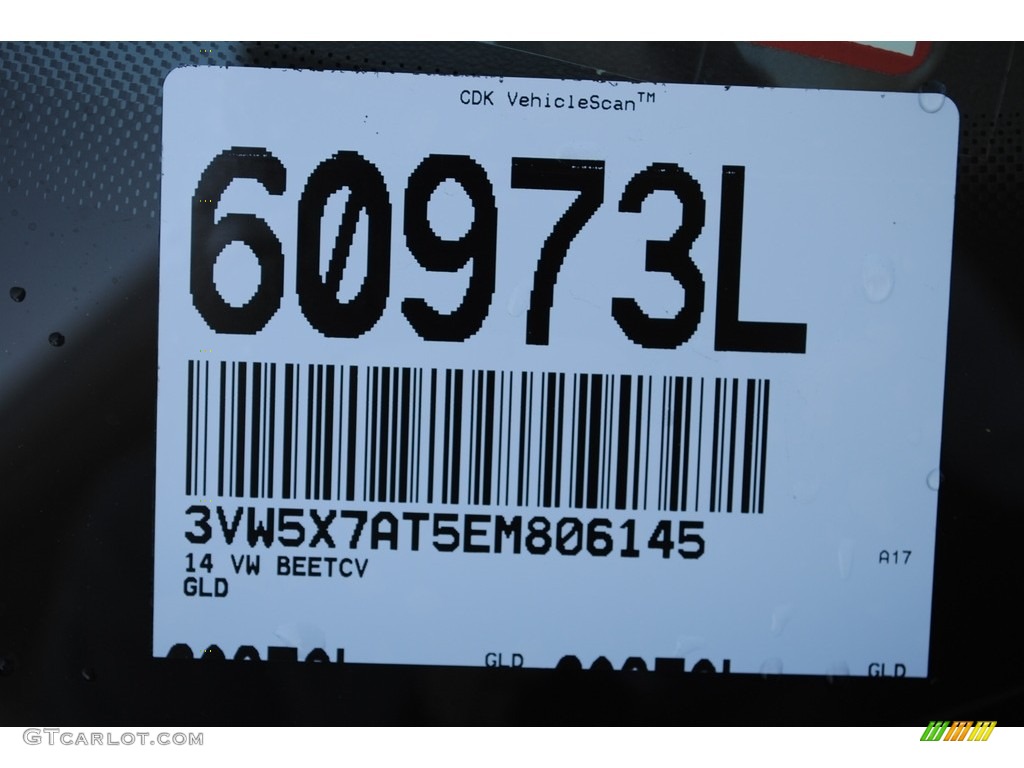 CDK VehicleScan™
60973L
3VW5X7AT5EM806145
14 VW BEETCV
GLD
A17
GLD
GLD
GTCARLOT.COM